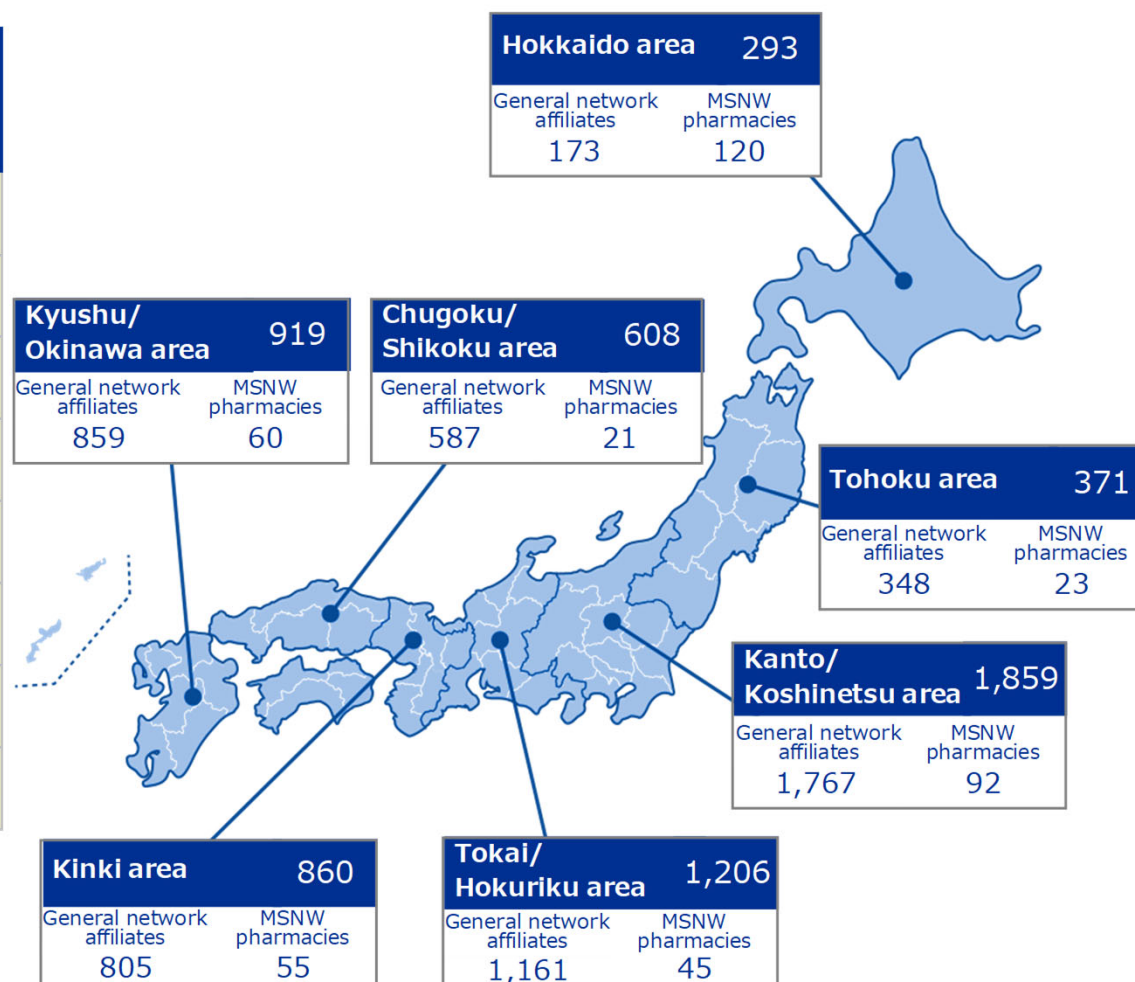 Hokkaido area 293
General network
affiliates
173
MSNW
pharmacies
120
Kyushu/
Okinawa area 919
General network
affiliates
859
MSNW
pharmacies
60
Chugoku/
Shikoku area 608
General network
affiliates
587
MSNW
pharmacies
21
Tohoku area 371
General network
affiliates
348
MSNW
pharmacies
23
Kanto/
Koshinetsu area 1,859
General network
affiliates
1,767
MSNW
pharmacies
92
Kinki area 860
General network
affiliates
805
MSNW
pharmacies
55
Tokai/
Hokuriku area 1,206
General network
affiliates
1,161
MSNW
pharmacies
45